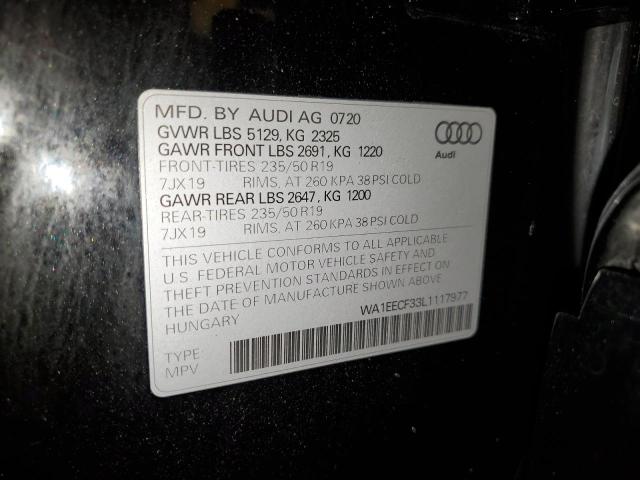 MFD. BY AUDI AG 0720
GVWR LBS 5129, KG 2325
GAWR FRONT LBS 2691, KG 1220
FRONT-TIRES 235/50 R19
7JX19 RIMS, AT 260 KPA 38 PSI COLD
GAWR REAR LBS 2647, KG 1200
REAR-TIRES 235/50 R19
7JX19 RIMS, AT 260 KPA 38 PSI COLD
Audi
THIS VEHICLE CONFORMS TO ALL APPLICABLE
U.S. FEDERAL MOTOR VEHICLE SAFETY AND
THEFT PREVENTION STANDARDS IN EFFECT ON
THE DATE OF MANUFACTURE SHOWN ABOVE
HUNGARY
WA1EECF33L1117977
TYPE:
MPV